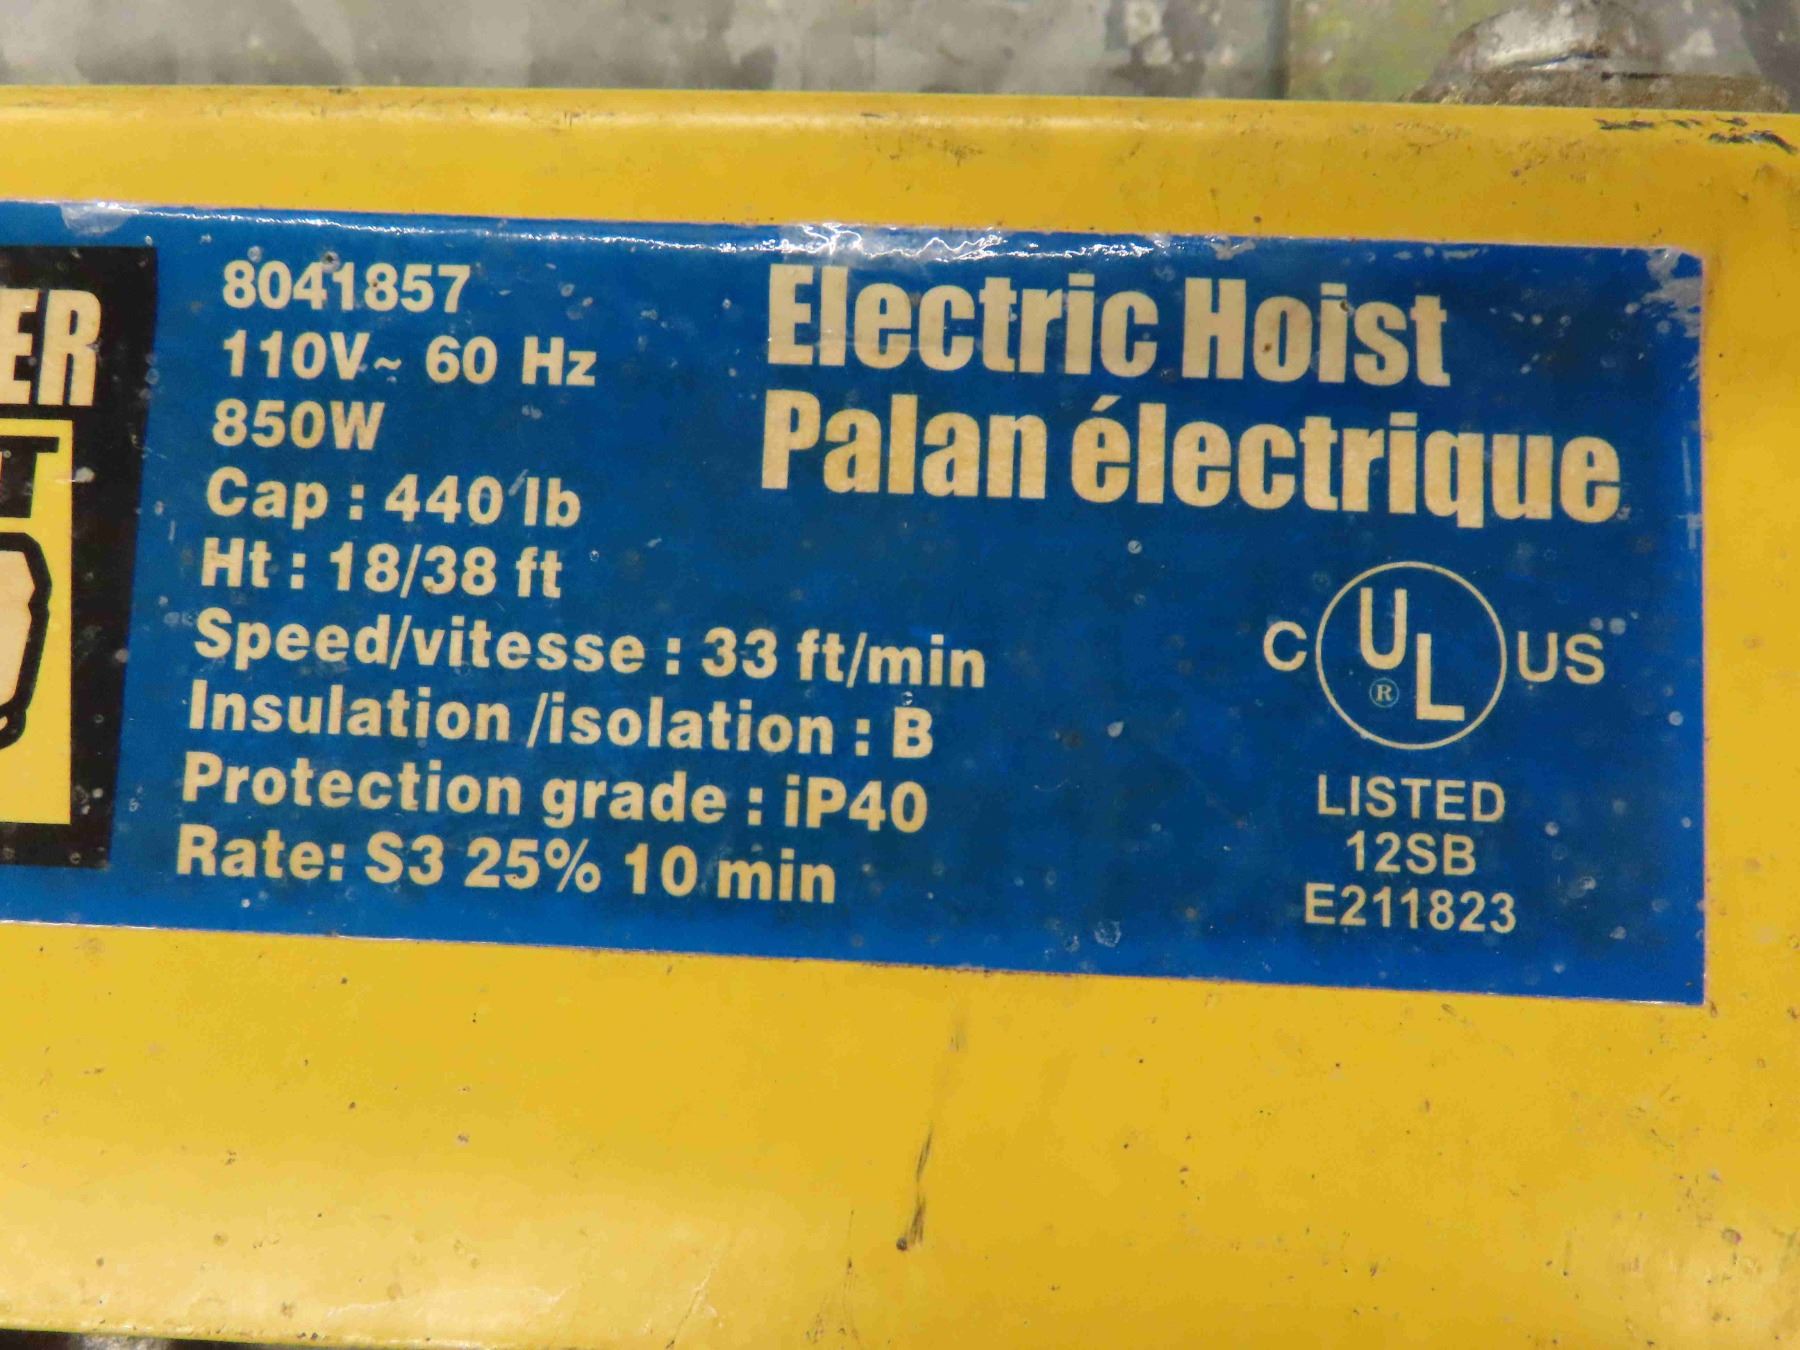 ER
8041857
110V~ 60 Hz
850W
Cap : 440 lb
Ht : 18/38 ft
Speed/vitesse : 33 ft/min
Insulation /isolation : B
Protection grade : iP40
Rate: S3 25% 10 min
Electric Hoist
Palan électrique
C UL® US
LISTED
12SB
E211823